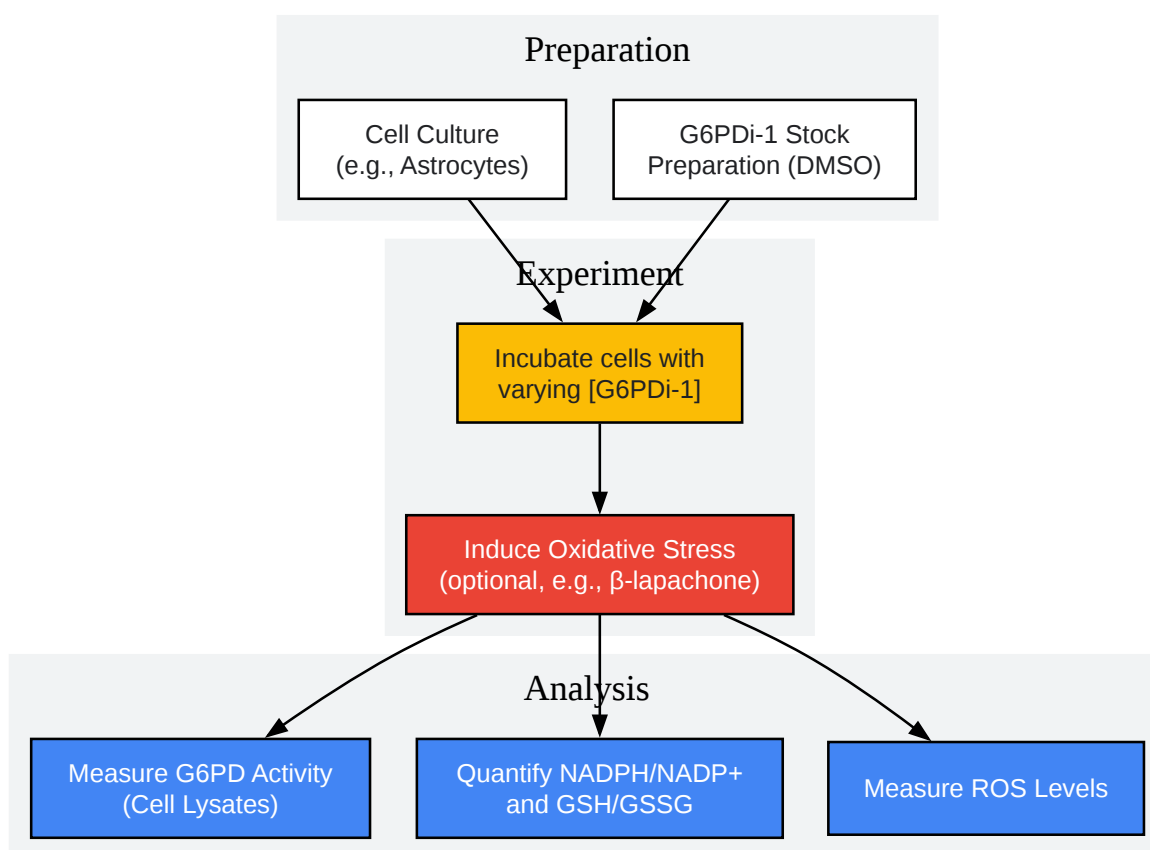 Preparation
Cell Culture
(e.g., Astrocytes)
G6PDi-1 Stock
Preparation (DMSO)
Experiment
Incubate cells with
varying [G6PDi-1]
Induce Oxidative Stress
(optional, e.g., β-lapachone)
Analysis
Measure G6PD Activity
(Cell Lysates)
Quantify NADPH/NADP+
and GSH/GSSG
Measure ROS Levels